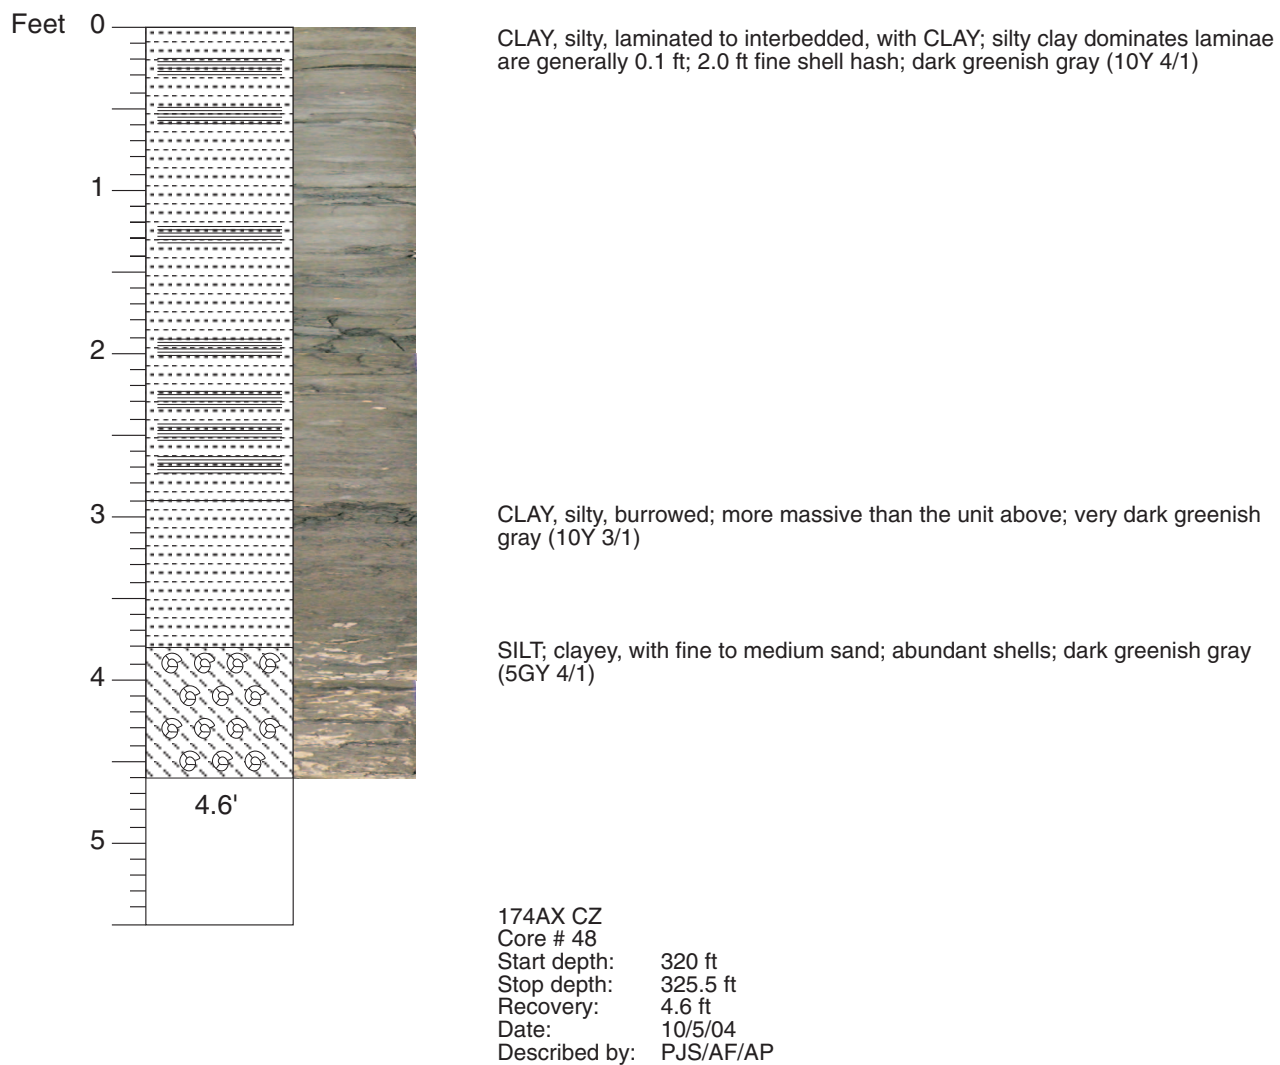 Feet 0
CLAY, silty, laminated to interbedded, with CLAY; silty clay dominates laminae
are generally 0.1 ft; 2.0 ft fine shell hash; dark greenish gray (10Y 4/1)
1
2
3
CLAY, silty, burrowed; more massive than the unit above; very dark greenish
gray (10Y 3/1)
SILT; clayey, with fine to medium sand; abundant shells; dark greenish gray
(5GY 4/1)
4
4.6'
5
174AX CZ
Core # 48
Start depth: 320 ft
Stop depth: 325.5 ft
Recovery: 4.6 ft
Date: 10/5/04
Described by: PJS/AF/AP